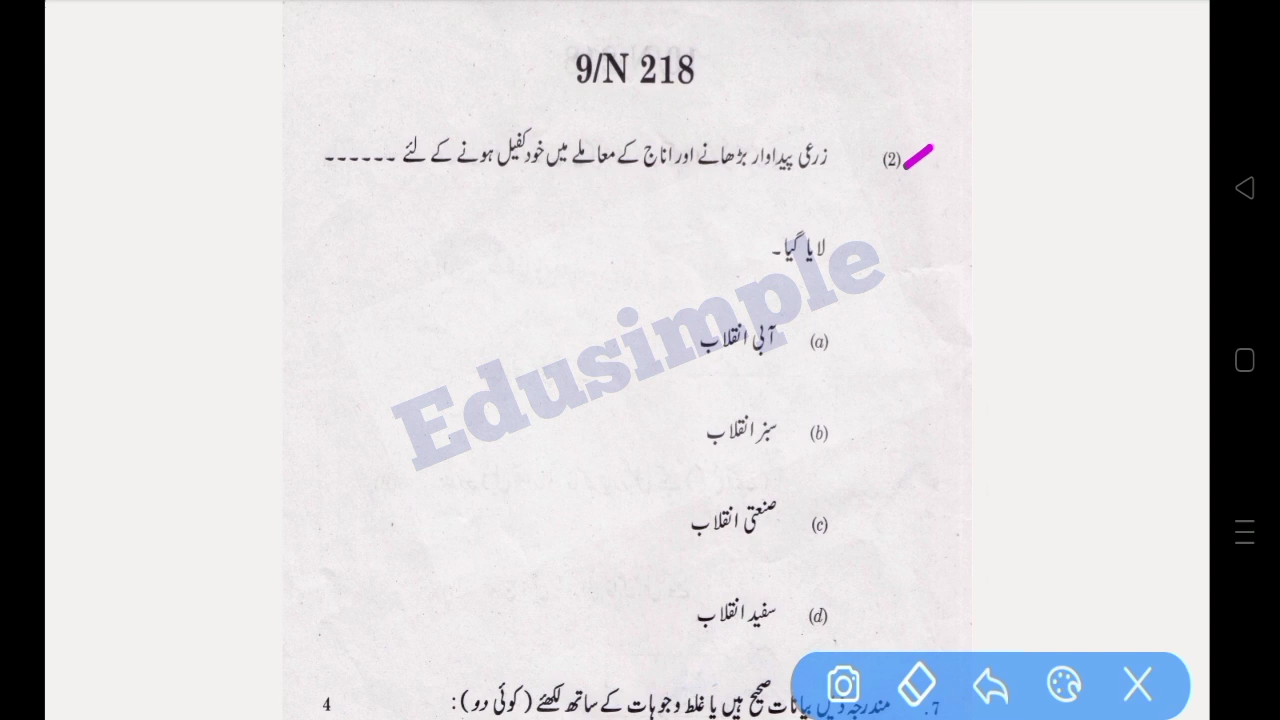 9/N 218
(2) زرعی پیداوار بڑھانے اور اناج کے معاملے میں خود کفیل ہونے کے لئے ------
لایا گیا۔
(a) آبی انقلاب
(b) سبز انقلاب
(c) صنعتی انقلاب
(d) سفید انقلاب
Edusimple
7. مندرجہ بیانات صحیح ہیں یا غلط وجوہات کے ساتھ لکھئے (کوئی دو) : 4